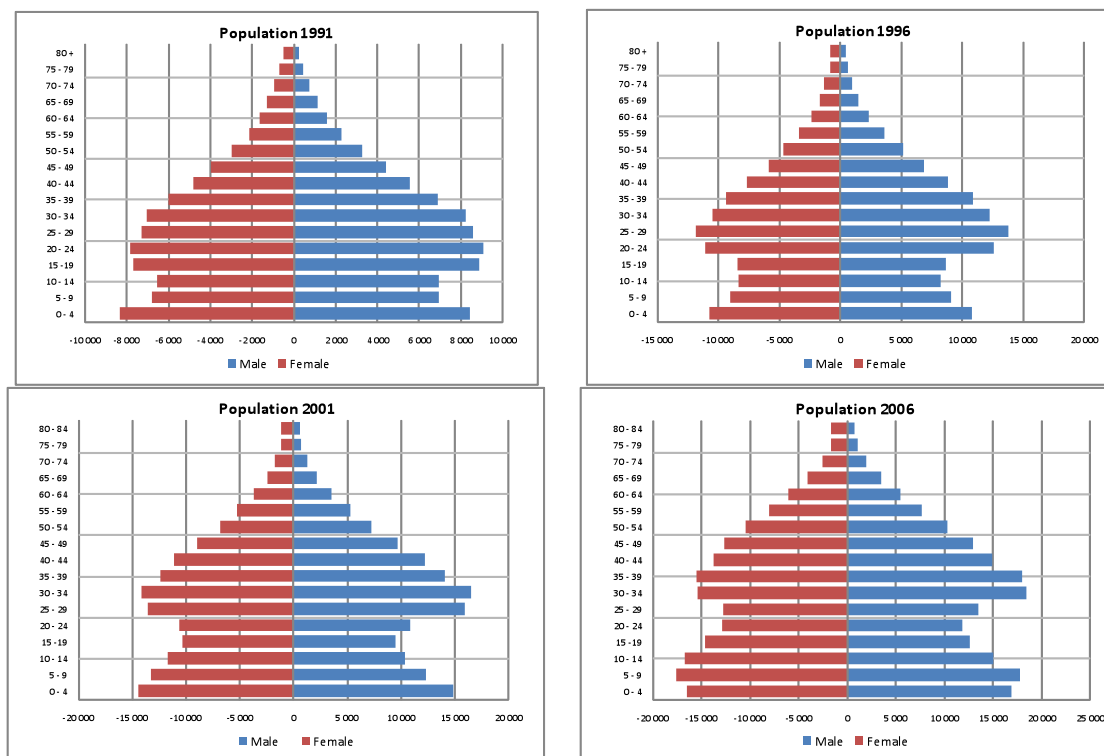 Population 1991
80 +
75 - 79
70 - 74
65 - 69
60 - 64
55 - 59
50 - 54
45 - 49
40 - 44
35 - 39
30 - 34
25 - 29
20 - 24
15 - 19
10 - 14
5 - 9
0 - 4
-10 000 -8 000 -6 000 -4 000 -2 000 0 2 000 4 000 6 000 8 000 10 000
Male Female
Population 1996
80 +
75 - 79
70 - 74
65 - 69
60 - 64
55 - 59
50 - 54
45 - 49
40 - 44
35 - 39
30 - 34
25 - 29
20 - 24
15 - 19
10 - 14
5 - 9
0 - 4
-15 000 -10 000 -5 000 0 5 000 10 000 15 000 20 000
Male Female
Population 2001
80 - 84
75 - 79
70 - 74
65 - 69
60 - 64
55 - 59
50 - 54
45 - 49
40 - 44
35 - 39
30 - 34
25 - 29
20 - 24
15 - 19
10 - 14
5 - 9
0 - 4
-20 000 -15 000 -10 000 -5 000 0 5 000 10 000 15 000 20 000
Male Female
Population 2006
80 - 84
75 - 79
70 - 74
65 - 69
60 - 64
55 - 59
50 - 54
45 - 49
40 - 44
35 - 39
30 - 34
25 - 29
20 - 24
15 - 19
10 - 14
5 - 9
0 - 4
-20 000 -15 000 -10 000 -5 000 0 5 000 10 000 15 000 20 000 25 000
Male Female